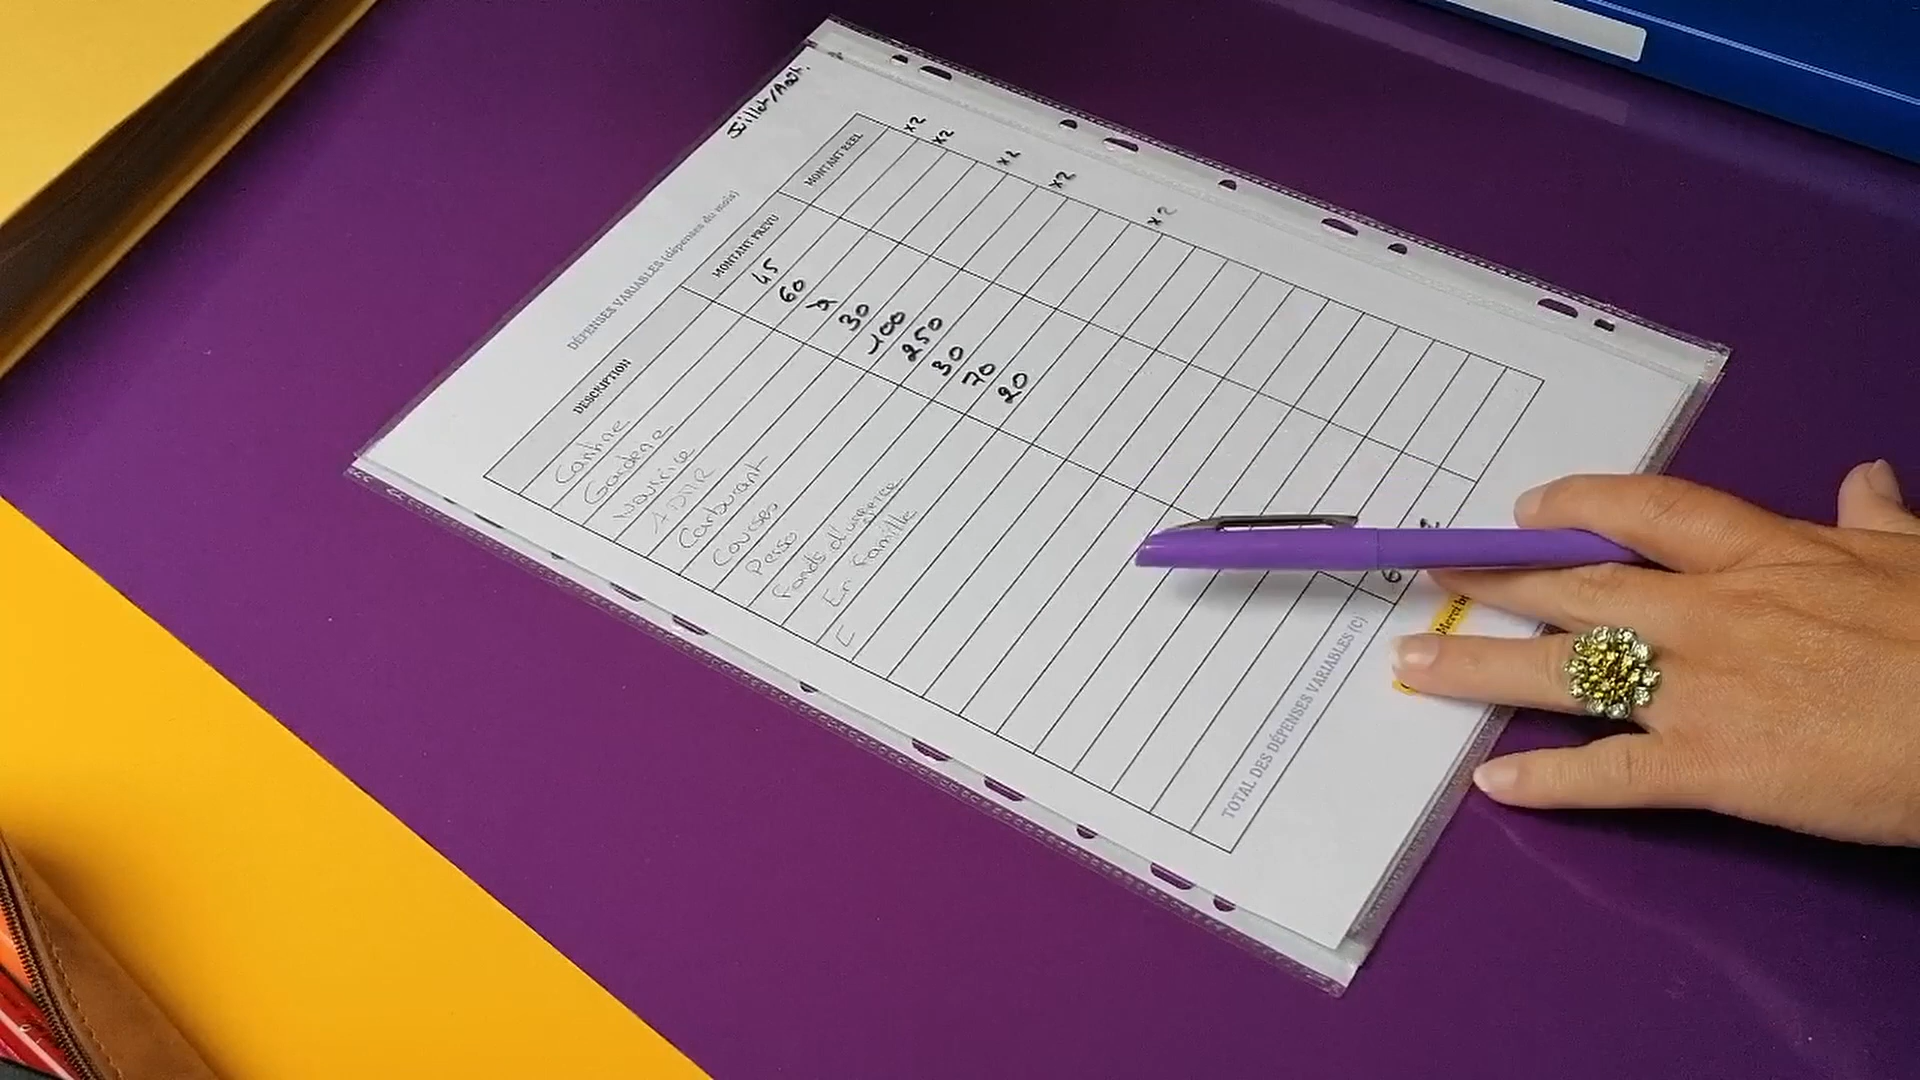 Juillet/Août.
DÉPENSES VARIABLES (dépenses du mois)
DESCRIPTION MONTANT PRÉVU MONTANT RÉEL
Cantine 45 x2
Garderie 60 x2
Nourrice x
ADMR 30 x2
Carburant 100
Courses 250 x2
Perso 30
Fonds d'urgence 70
En famille 20 x2
E
TOTAL DES DÉPENSES VARIABLES (C) 6
Merci